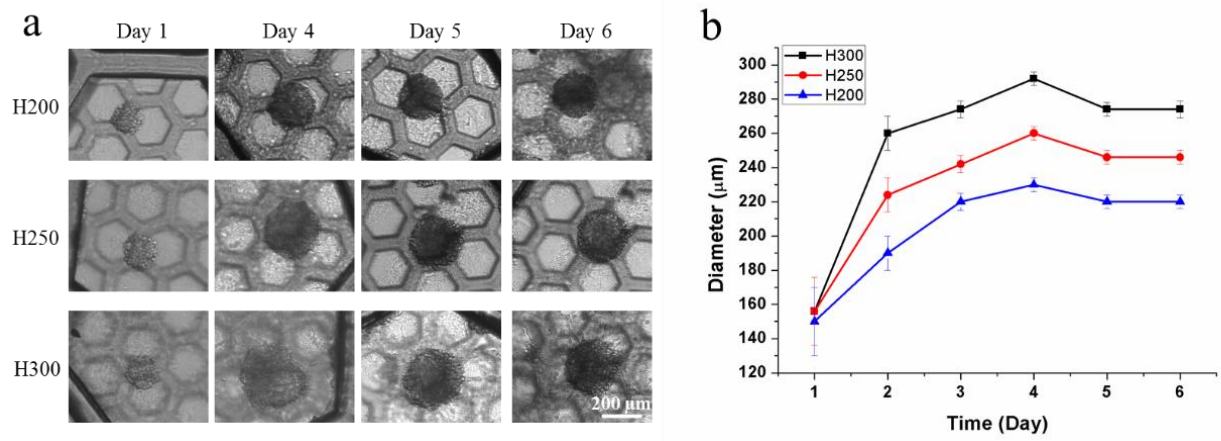 a
Day 1 Day 4 Day 5 Day 6
H200
H250
H300
200 μm
b
H300
H250
H200
300
280
260
240
220
200
180
160
140
120
Diameter (μm)
1 2 3 4 5 6
Time (Day)